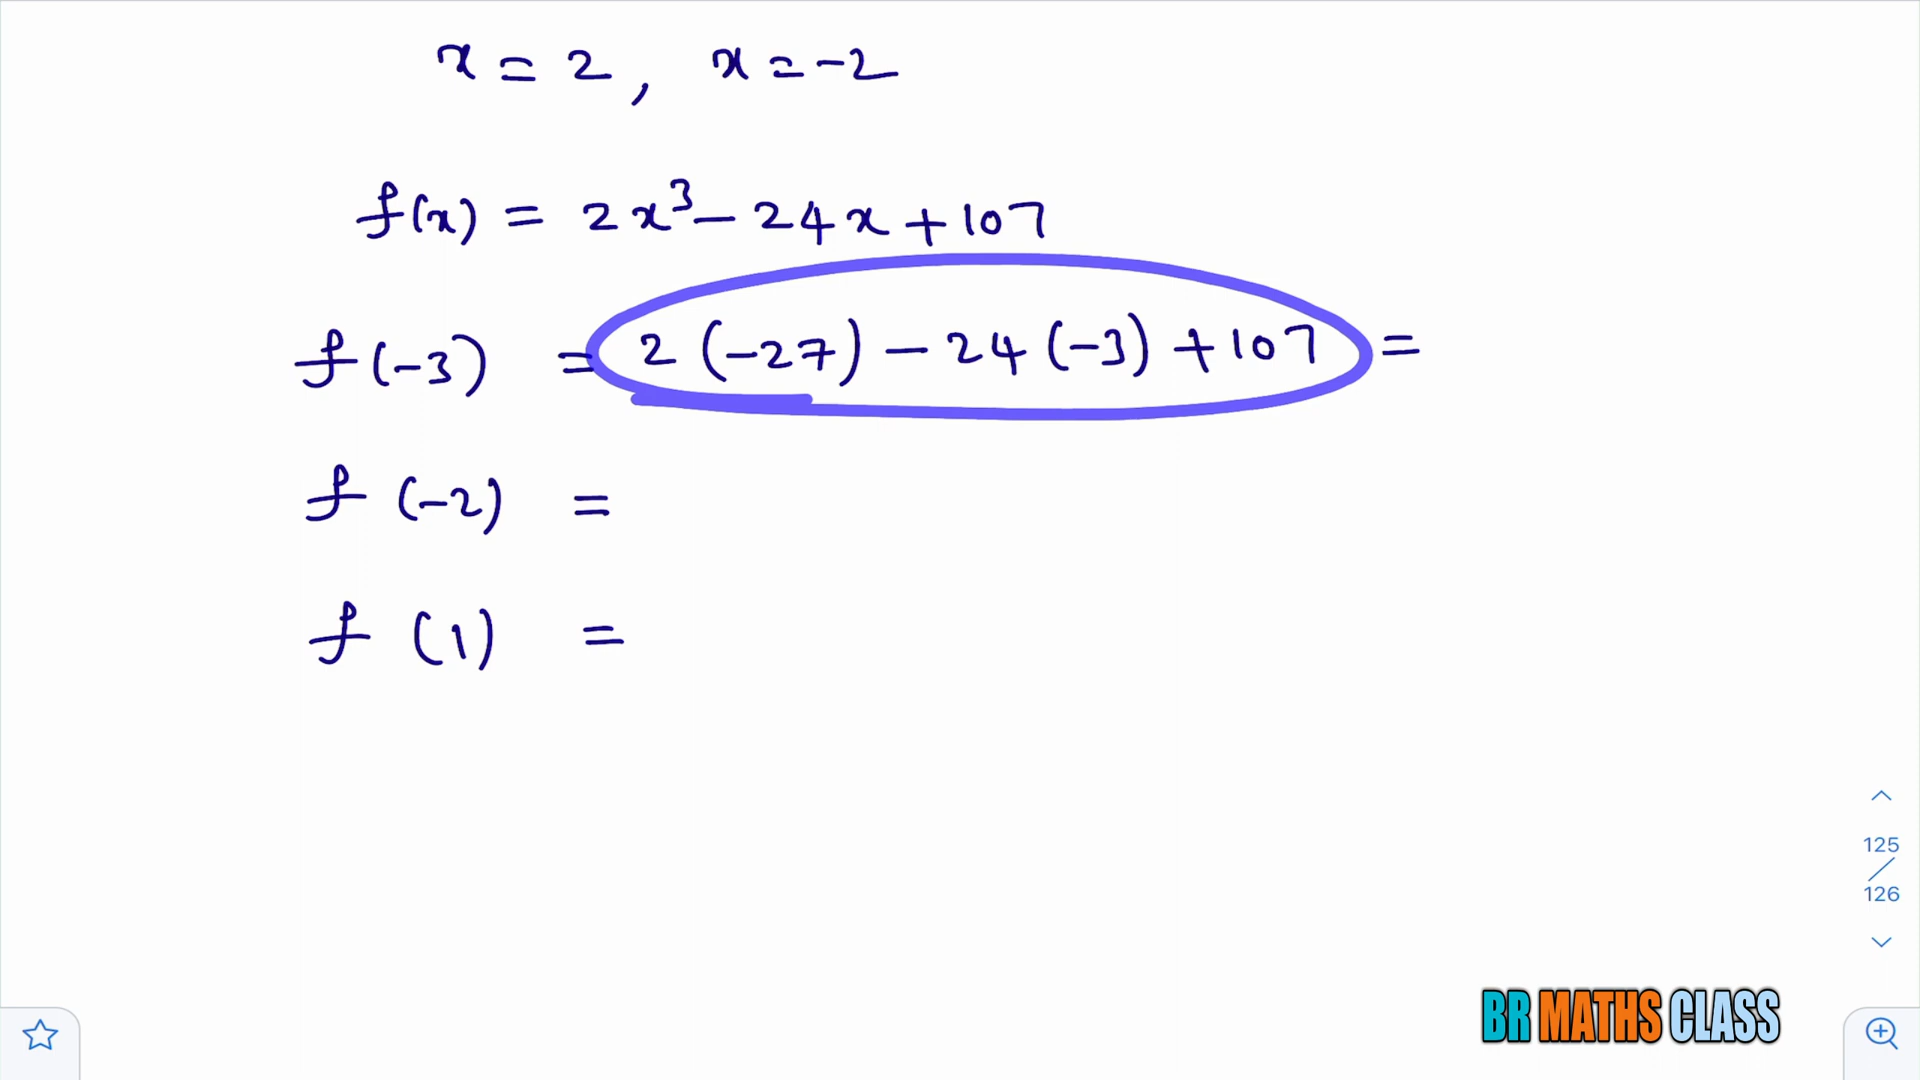 x = 2, x = -2
f(x) = 2x³ - 24x + 107
f(-3) = 2(-27) - 24(-3) + 107 =
f(-2) =
f(1) =
125
126
BR MATHS CLASS